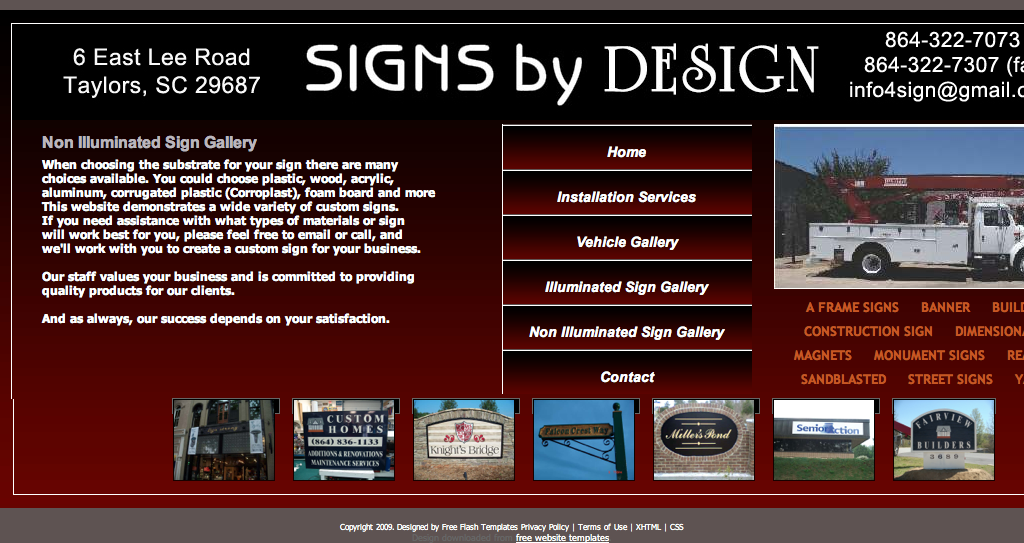 6 East Lee Road
Taylors, SC 29687
SIGNS by DESIGN
864-322-7073
864-322-7307 (fa
info4sign@gmail.c
Non Illuminated Sign Gallery
When choosing the substrate for your sign there are many
choices available. You could choose plastic, wood, acrylic,
aluminum, corrugated plastic (Corroplast), foam board and more
This website demonstrates a wide variety of custom signs.
If you need assistance with what types of materials or sign
will work best for you, please feel free to email or call, and
we'll work with you to create a custom sign for your business.
Our staff values your business and is committed to providing
quality products for our clients.
And as always, our success depends on your satisfaction.
Home
Installation Services
Vehicle Gallery
Illuminated Sign Gallery
Non Illuminated Sign Gallery
Contact
A FRAME SIGNS BANNER BUILD
CONSTRUCTION SIGN DIMENSIONA
MAGNETS MONUMENT SIGNS REA
SANDBLASTED STREET SIGNS Y
CUSTOM
HOMES
(864) 836-1133
ADDITIONS & RENOVATIONS
MAINTENANCE SERVICES
Knight's Bridge
Crest Way
Miller's Pond
Senior Action
FAIRVIEW
BUILDERS
3689
Copyright 2009. Designed by Free Flash Templates Privacy Policy | Terms of Use | XHTML | CSS
Design downloaded from free website templates